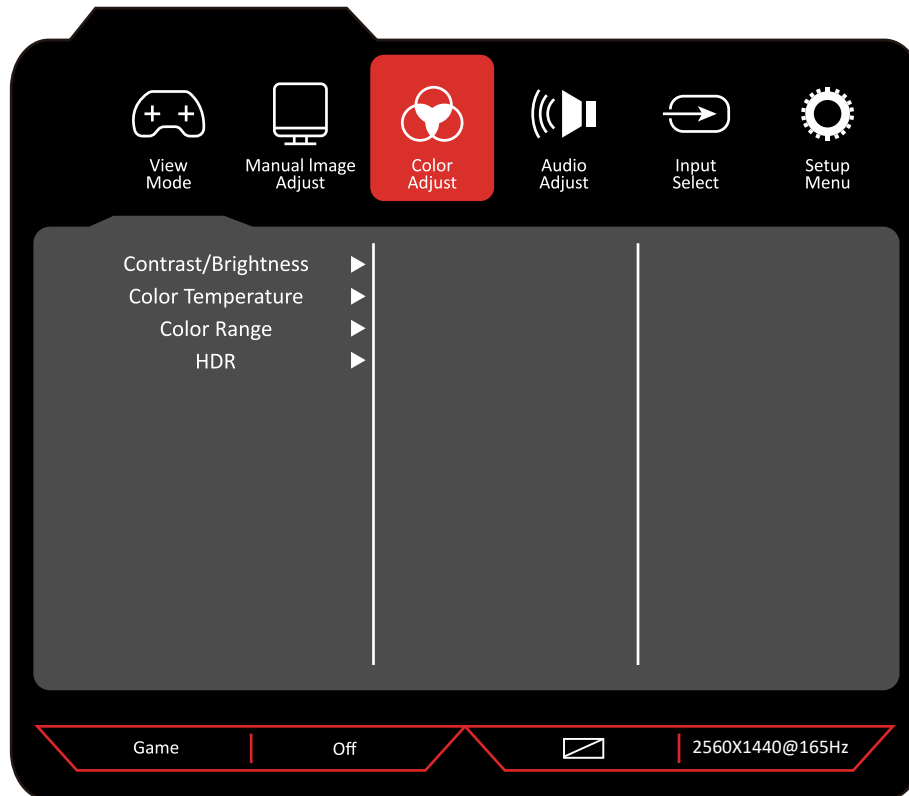 View
Mode
Manual Image
Adjust
Color
Adjust
Audio
Adjust
Input
Select
Setup
Menu
Contrast/Brightness
Color Temperature
Color Range
HDR
Game
Off
2560X1440@165Hz